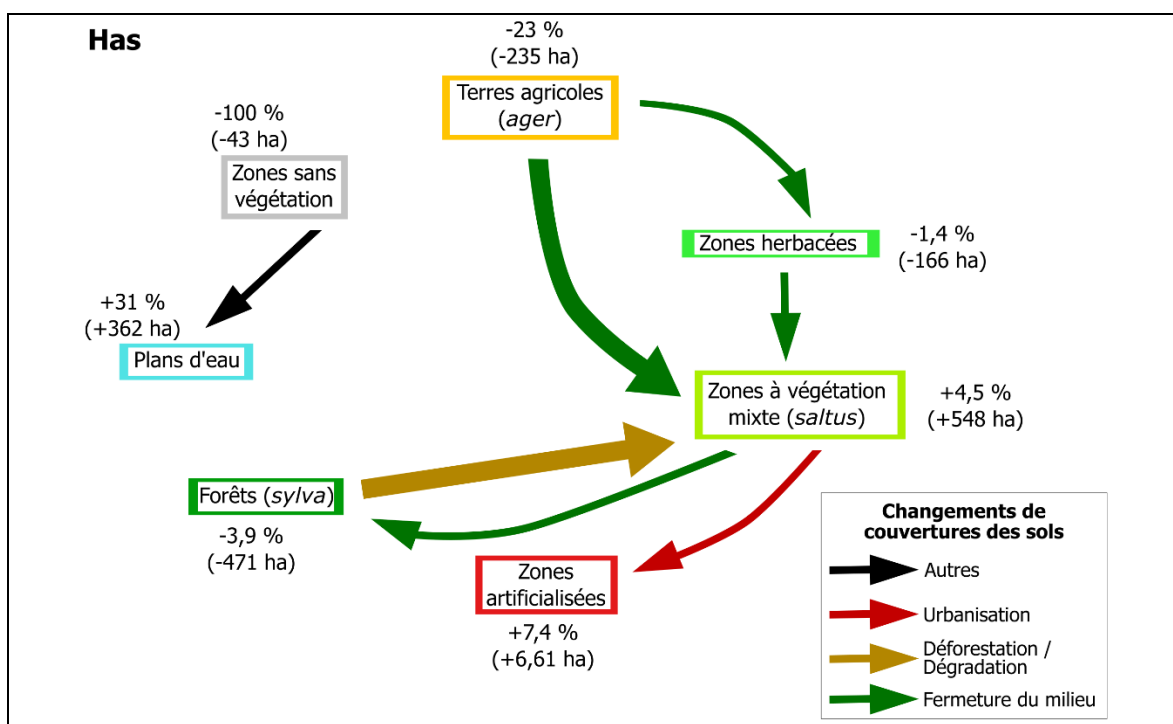 Has
-23 %
(-235 ha)
Terres agricoles
(ager)
-100 %
(-43 ha)
Zones sans
végétation
Zones herbacées
-1,4 %
(-166 ha)
+31 %
(+362 ha)
Plans d'eau
Zones à végétation
mixte (saltus)
+4,5 %
(+548 ha)
Forêts (sylva)
-3,9 %
(-471 ha)
Zones
artificialisées
+7,4 %
(+6,61 ha)
Changements de
couvertures des sols
Autres
Urbanisation
Déforestation /
Dégradation
Fermeture du milieu